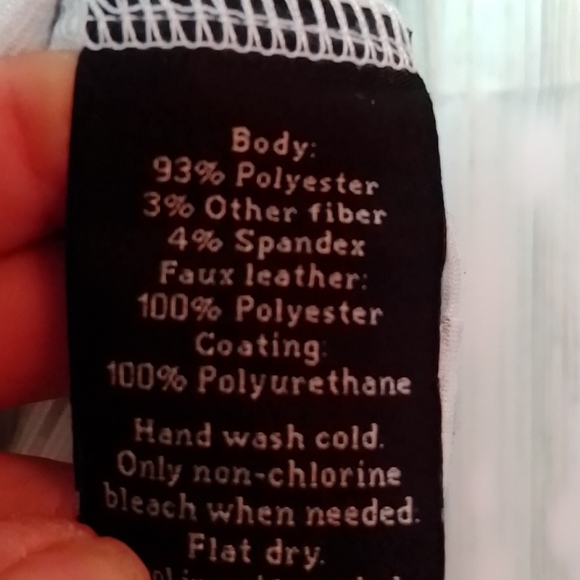 Body:
93% Polyester
3% Other fiber
4% Spandex
Faux leather:
100% Polyester
Coating:
100% Polyurethane
Hand wash cold.
Only non-chlorine
bleach when needed.
Flat dry.